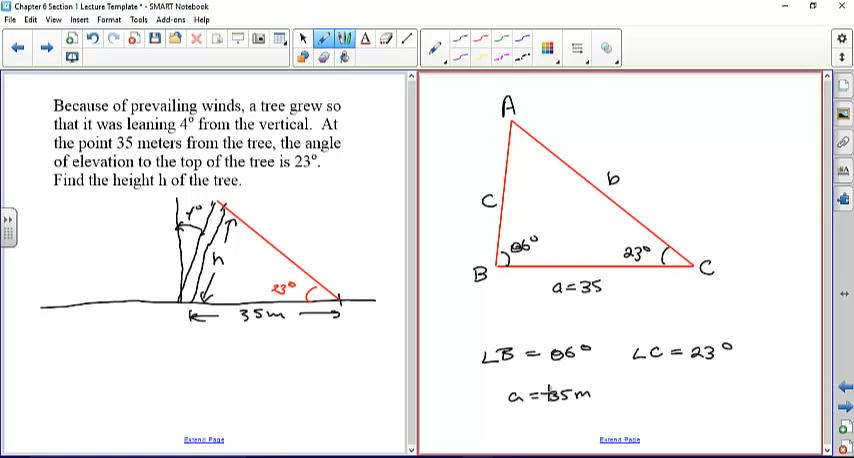 Chapter 6 Section 1 Lecture Template * - SMART Notebook
File Edit View Insert Format Tools Add-ons Help
Because of prevailing winds, a tree grew so
that it was leaning 4° from the vertical. At
the point 35 meters from the tree, the angle
of elevation to the top of the tree is 23°.
Find the height h of the tree.
4°
h
23°
35m
Extend Page
A
b
C
86°
23°
B
C
a=35
∠B = 86° ∠C = 23°
a=35m
Extend Page